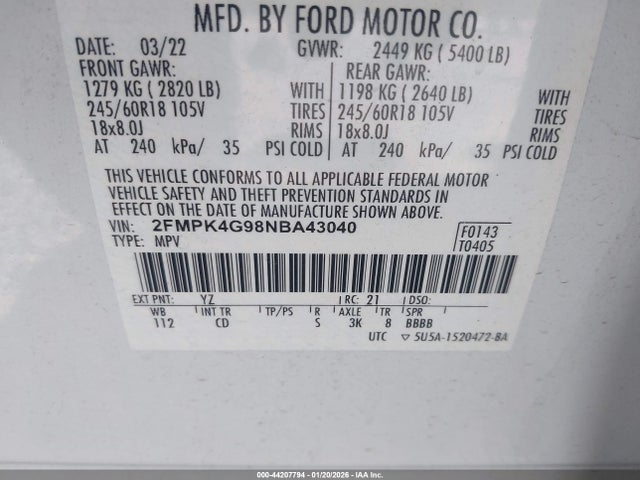 MFD. BY FORD MOTOR CO.
DATE: 03/22 GVWR: 2449 KG ( 5400 LB)
FRONT GAWR: REAR GAWR:
1279 KG ( 2820 LB) WITH 1198 KG ( 2640 LB) WITH
245/60R18 105V TIRES 245/60R18 105V TIRES
18x8.0J RIMS 18x8.0J RIMS
AT 240 kPa/ 35 PSI COLD AT 240 kPa/ 35 PSI COLD
THIS VEHICLE CONFORMS TO ALL APPLICABLE FEDERAL MOTOR
VEHICLE SAFETY AND THEFT PREVENTION STANDARDS IN
EFFECT ON THE DATE OF MANUFACTURE SHOWN ABOVE.
VIN: 2FMPK4G98NBA43040 F0143
TYPE: MPV T0405
EXT PNT: YZ RC: 21 DSO:
WB INT TR TP/PS R AXLE TR SPR
112 CD S 3K 8 BBBB
UTC ▽ 5U5A-1520472-BA
000-44207794 - 01/20/2026 - IAA Inc.